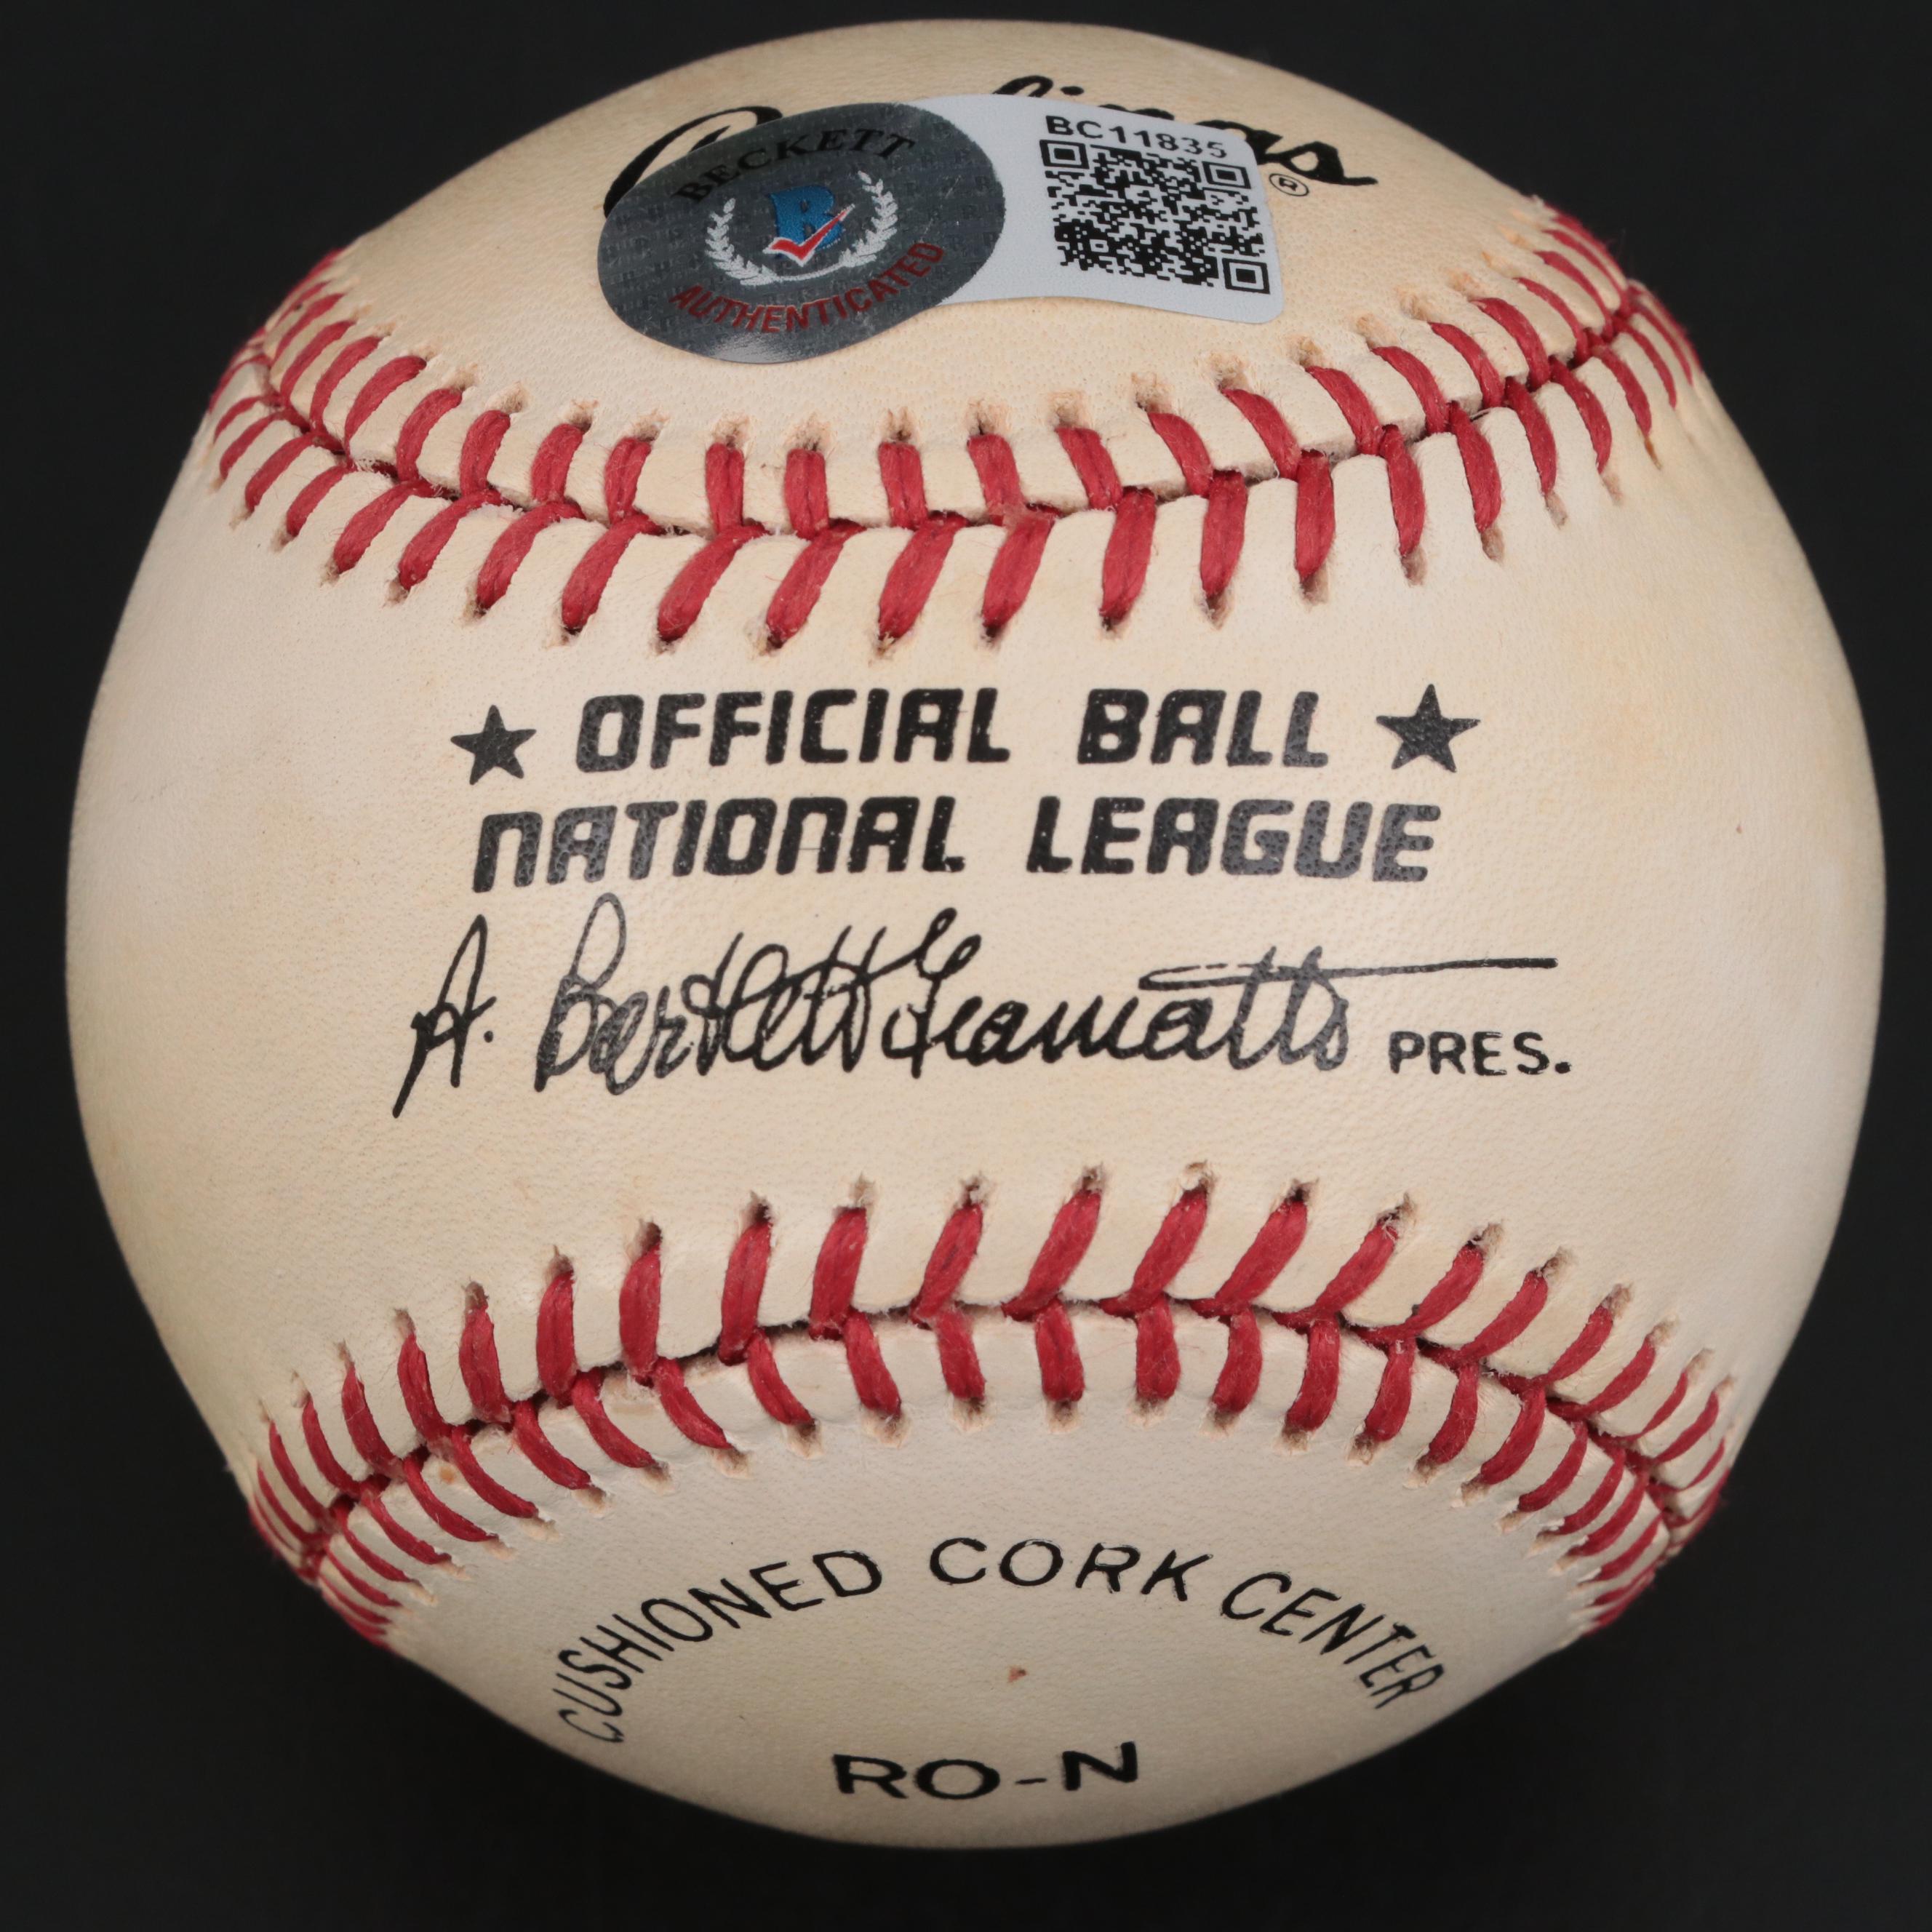 BECKETT
AUTHENTICATED
B
BC11835
®
★ OFFICIAL BALL ★
NATIONAL LEAGUE
A. Bartlett Giamatti PRES.
CUSHIONED CORK CENTER
RO-N